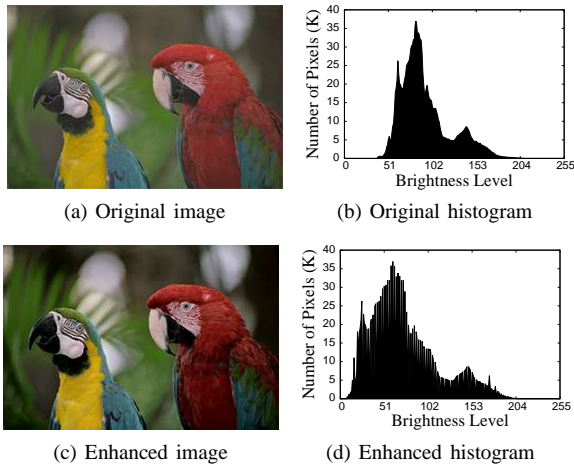 Number of Pixels (K)
40
35
30
25
20
15
10
5
0
0 51 102 153 204 255
Brightness Level
(a) Original image
(b) Original histogram
Number of Pixels (K)
40
35
30
25
20
15
10
5
0
0 51 102 153 204 255
Brightness Level
(c) Enhanced image
(d) Enhanced histogram